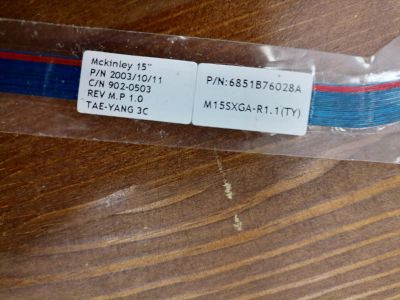 Mckinley 15"
P/N 2003/10/11
C/N 902-0503
REV M.P 1.0
TAE-YANG 3C
P/N:6851B76028A
M15SXGA-R1.1(TY)